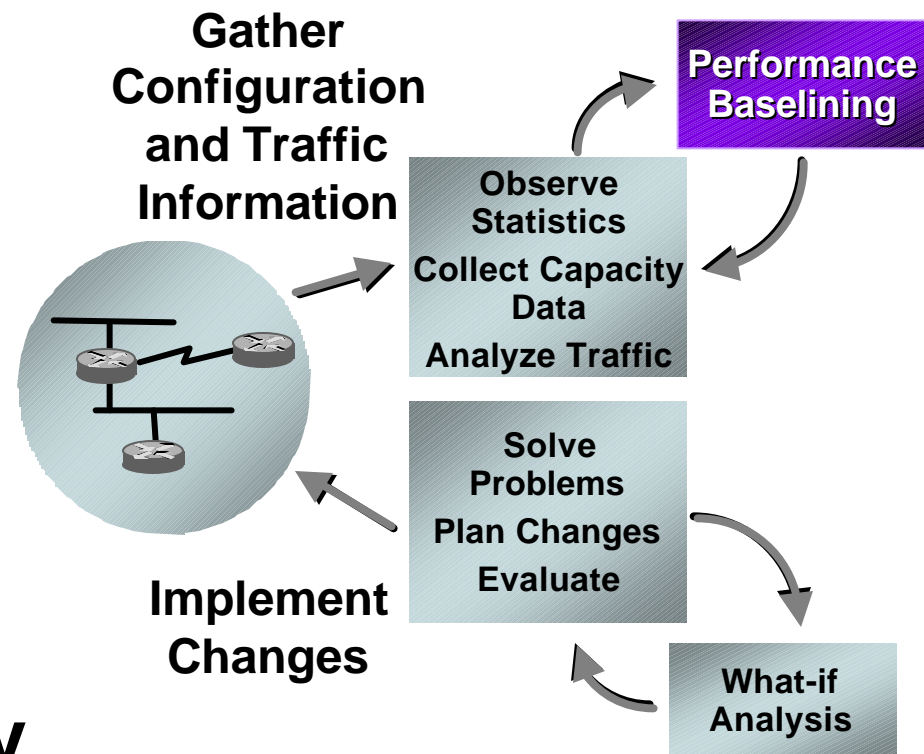 Gather
Configuration
and Traffic
Information
Performance
Baselining
Observe
Statistics
Collect Capacity
Data
Analyze Traffic
Solve
Problems
Plan Changes
Evaluate
Implement
Changes
What-if
Analysis